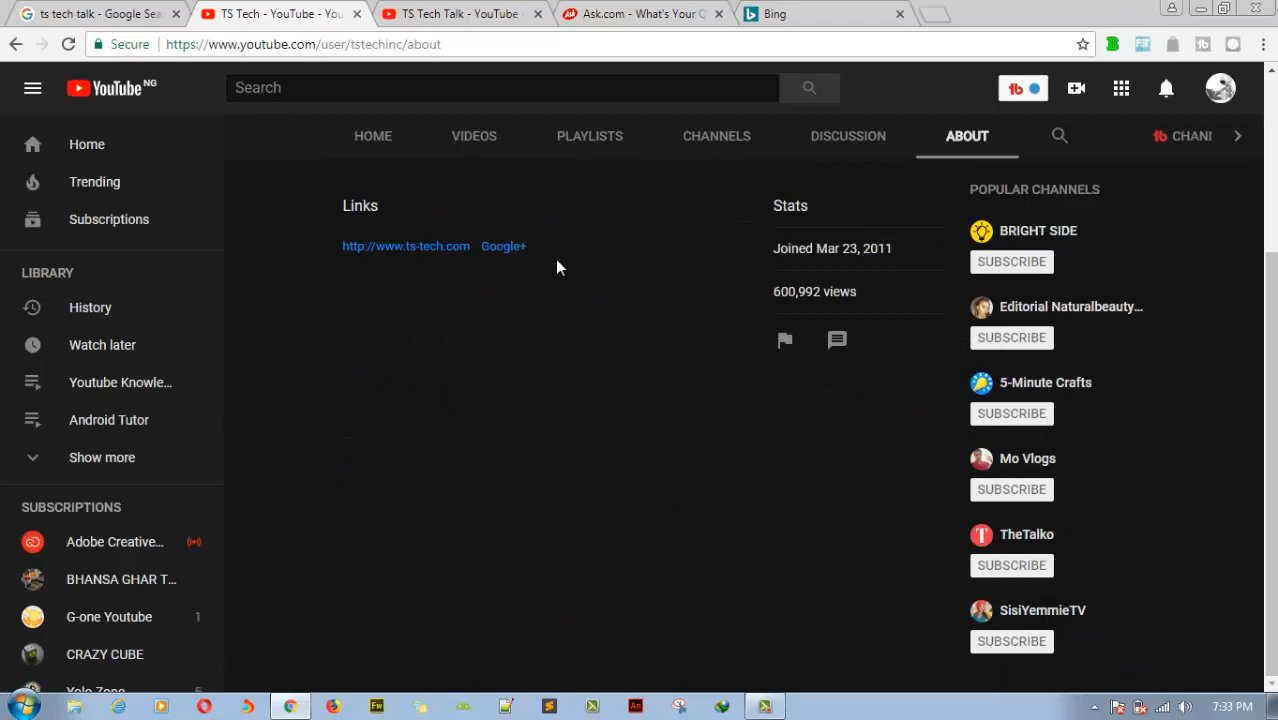 ts tech talk - Google Sea
TS Tech - YouTube - You
TS Tech Talk - YouTube -
Ask.com - What's Your Q
Bing
Secure
https://www.youtube.com/user/tstechinc/about
YouTube NG
Search
HOME
VIDEOS
PLAYLISTS
CHANNELS
DISCUSSION
ABOUT
CHANI
Home
Trending
Subscriptions
LIBRARY
History
Watch later
Youtube Knowle...
Android Tutor
Show more
SUBSCRIPTIONS
Adobe Creative...
BHANSA GHAR T...
G-one Youtube 1
CRAZY CUBE
Yolo Zone 5
Links
http://www.ts-tech.com Google+
Stats
Joined Mar 23, 2011
600,992 views
POPULAR CHANNELS
BRIGHT SIDE
SUBSCRIBE
Editorial Naturalbeauty...
SUBSCRIBE
5-Minute Crafts
SUBSCRIBE
Mo Vlogs
SUBSCRIBE
TheTalko
SUBSCRIBE
SisiYemmieTV
SUBSCRIBE
7:33 PM